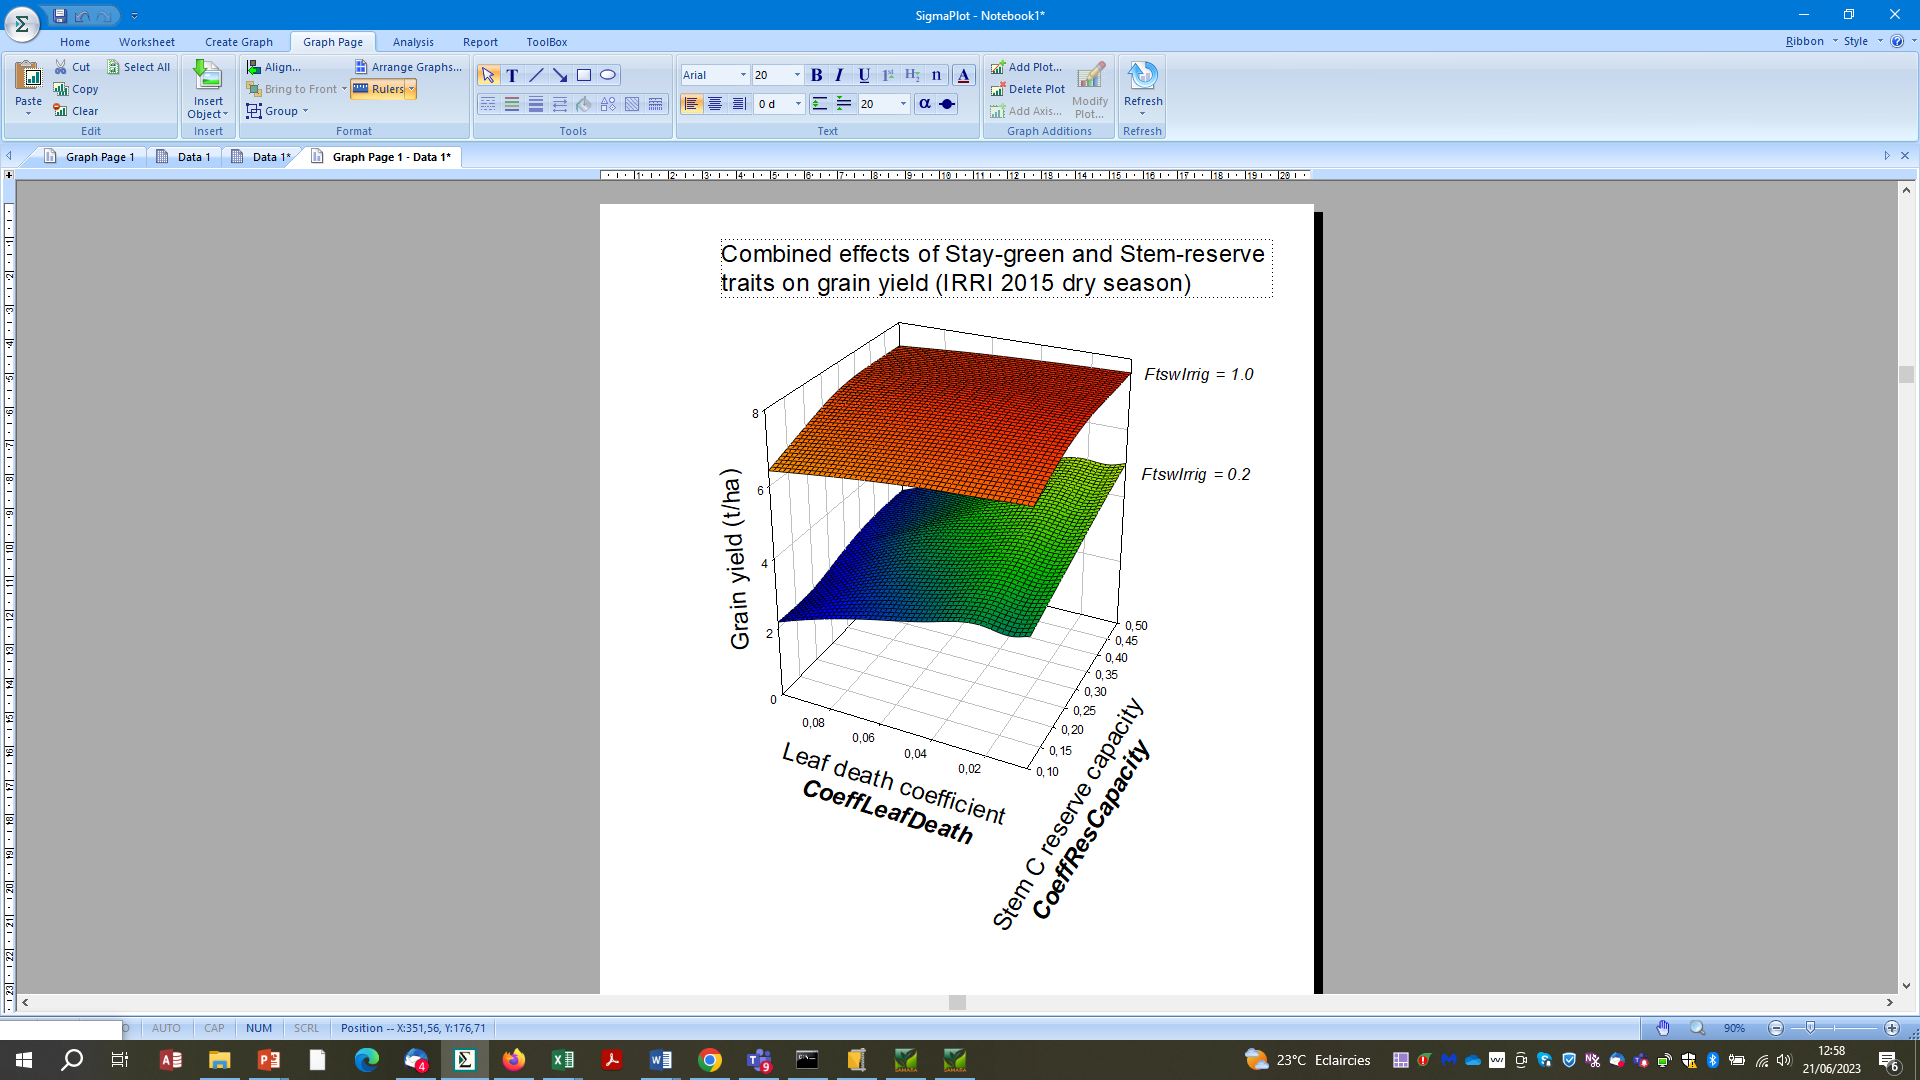 SigmaPlot - Notebook1*
Home Worksheet Create Graph Graph Page Analysis Report ToolBox
Ribbon Style
Paste
Cut
Copy
Clear
Select All
Edit
Insert
Object
Insert
Align...
Bring to Front
Group
Arrange Graphs...
Rulers
Format
Tools
Arial 20 B I U
0 d 20
Text
Add Plot...
Delete Plot
Add Axis...
Modify
Plot...
Graph Additions
Refresh
Refresh
Graph Page 1 Data 1 Data 1* Graph Page 1 - Data 1*
Combined effects of Stay-green and Stem-reserve
traits on grain yield (IRRI 2015 dry season)
FtswIrrig = 1.0
FtswIrrig = 0.2
Grain yield (t/ha)
8
6
4
2
0
0,08
0,06
0,04
0,02
Leaf death coefficient
CoeffLeafDeath
0,50
0,45
0,40
0,35
0,30
0,25
0,20
0,15
0,10
Stem C reserve capacity
CoeffResCapacity
AUTO CAP NUM SCRL Position -- X:351,56, Y:176,71
90%
23°C Eclaircies
12:58
21/06/2023